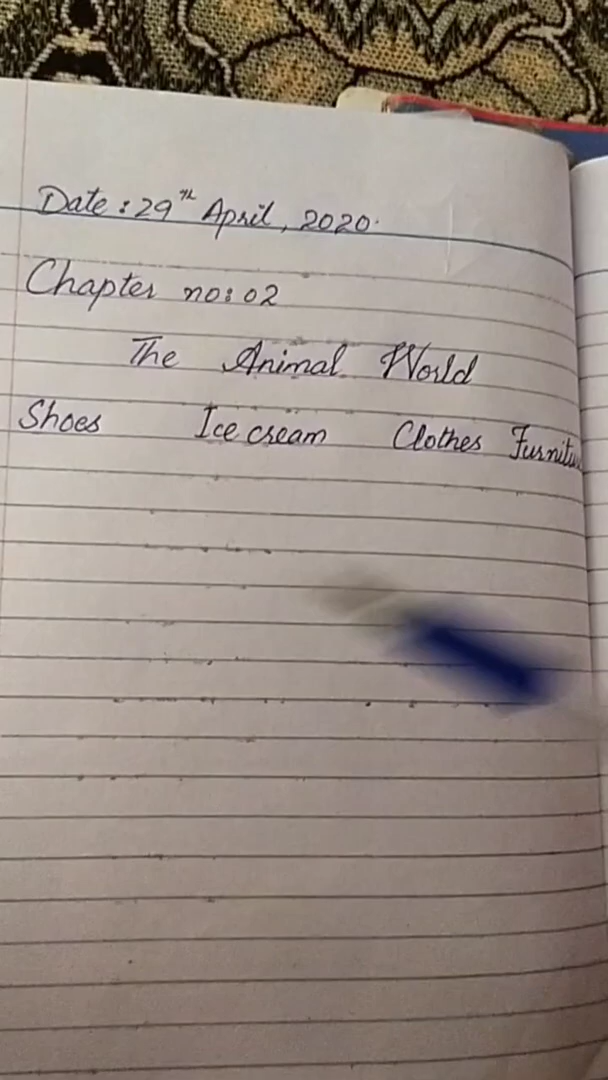 Date : 29th April, 2020.
Chapter no: 02
The Animal World
Shoes Ice cream Clothes